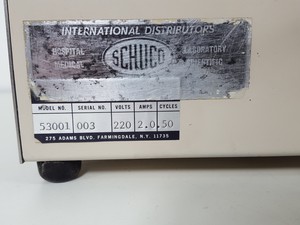 INTERNATIONAL DISTRIBUTORS
HOSPITAL SCHUCO LABORATORY
MEDICAL SCIENTIFIC
MODEL NO. SERIAL NO. VOLTS AMPS CYCLES
53001 003 220 2.0 50
275 ADAMS BLVD. FARMINGDALE, N.Y. 11735